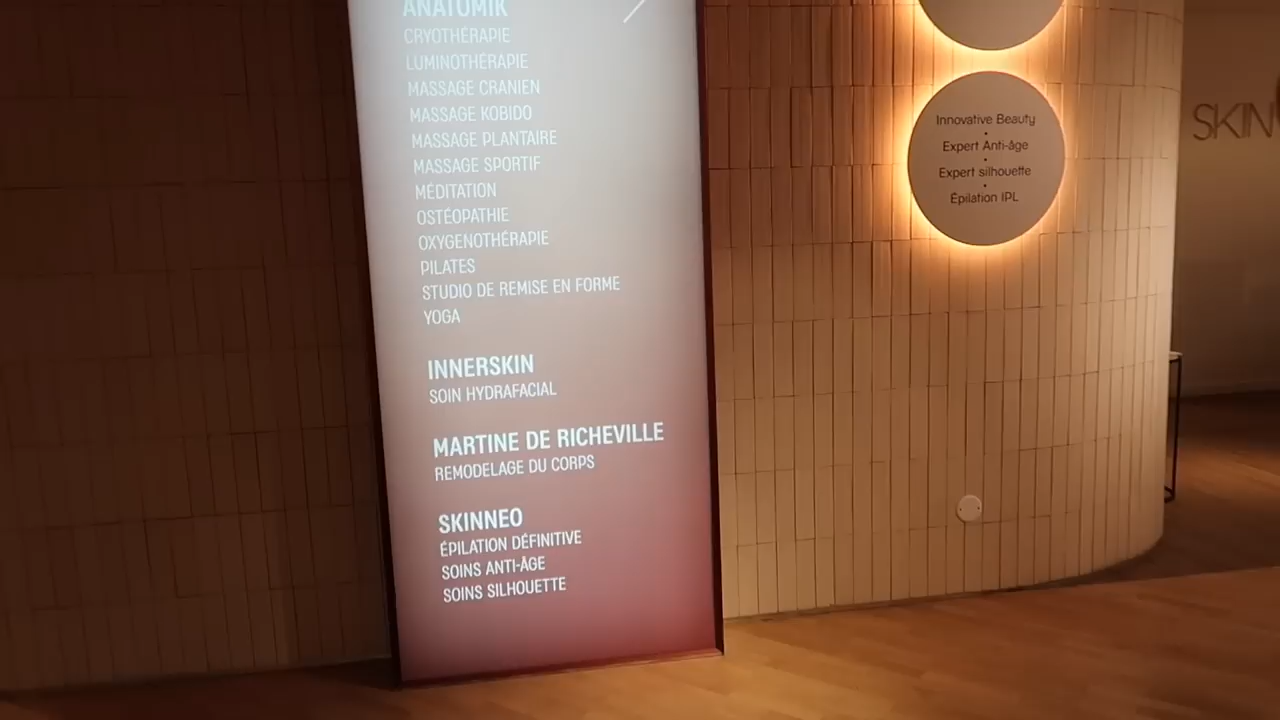 ANATOMIK
CRYOTHÉRAPIE
LUMINOTHÉRAPIE
MASSAGE CRANIEN
MASSAGE KOBIDO
MASSAGE PLANTAIRE
MASSAGE SPORTIF
MÉDITATION
OSTÉOPATHIE
OXYGENOTHÉRAPIE
PILATES
STUDIO DE REMISE EN FORME
YOGA
INNERSKIN
SOIN HYDRAFACIAL
MARTINE DE RICHEVILLE
REMODELAGE DU CORPS
SKINNEO
ÉPILATION DÉFINITIVE
SOINS ANTI-ÂGE
SOINS SILHOUETTE
Innovative Beauty
•
Expert Anti-âge
•
Expert silhouette
•
Épilation IPL
SKIN